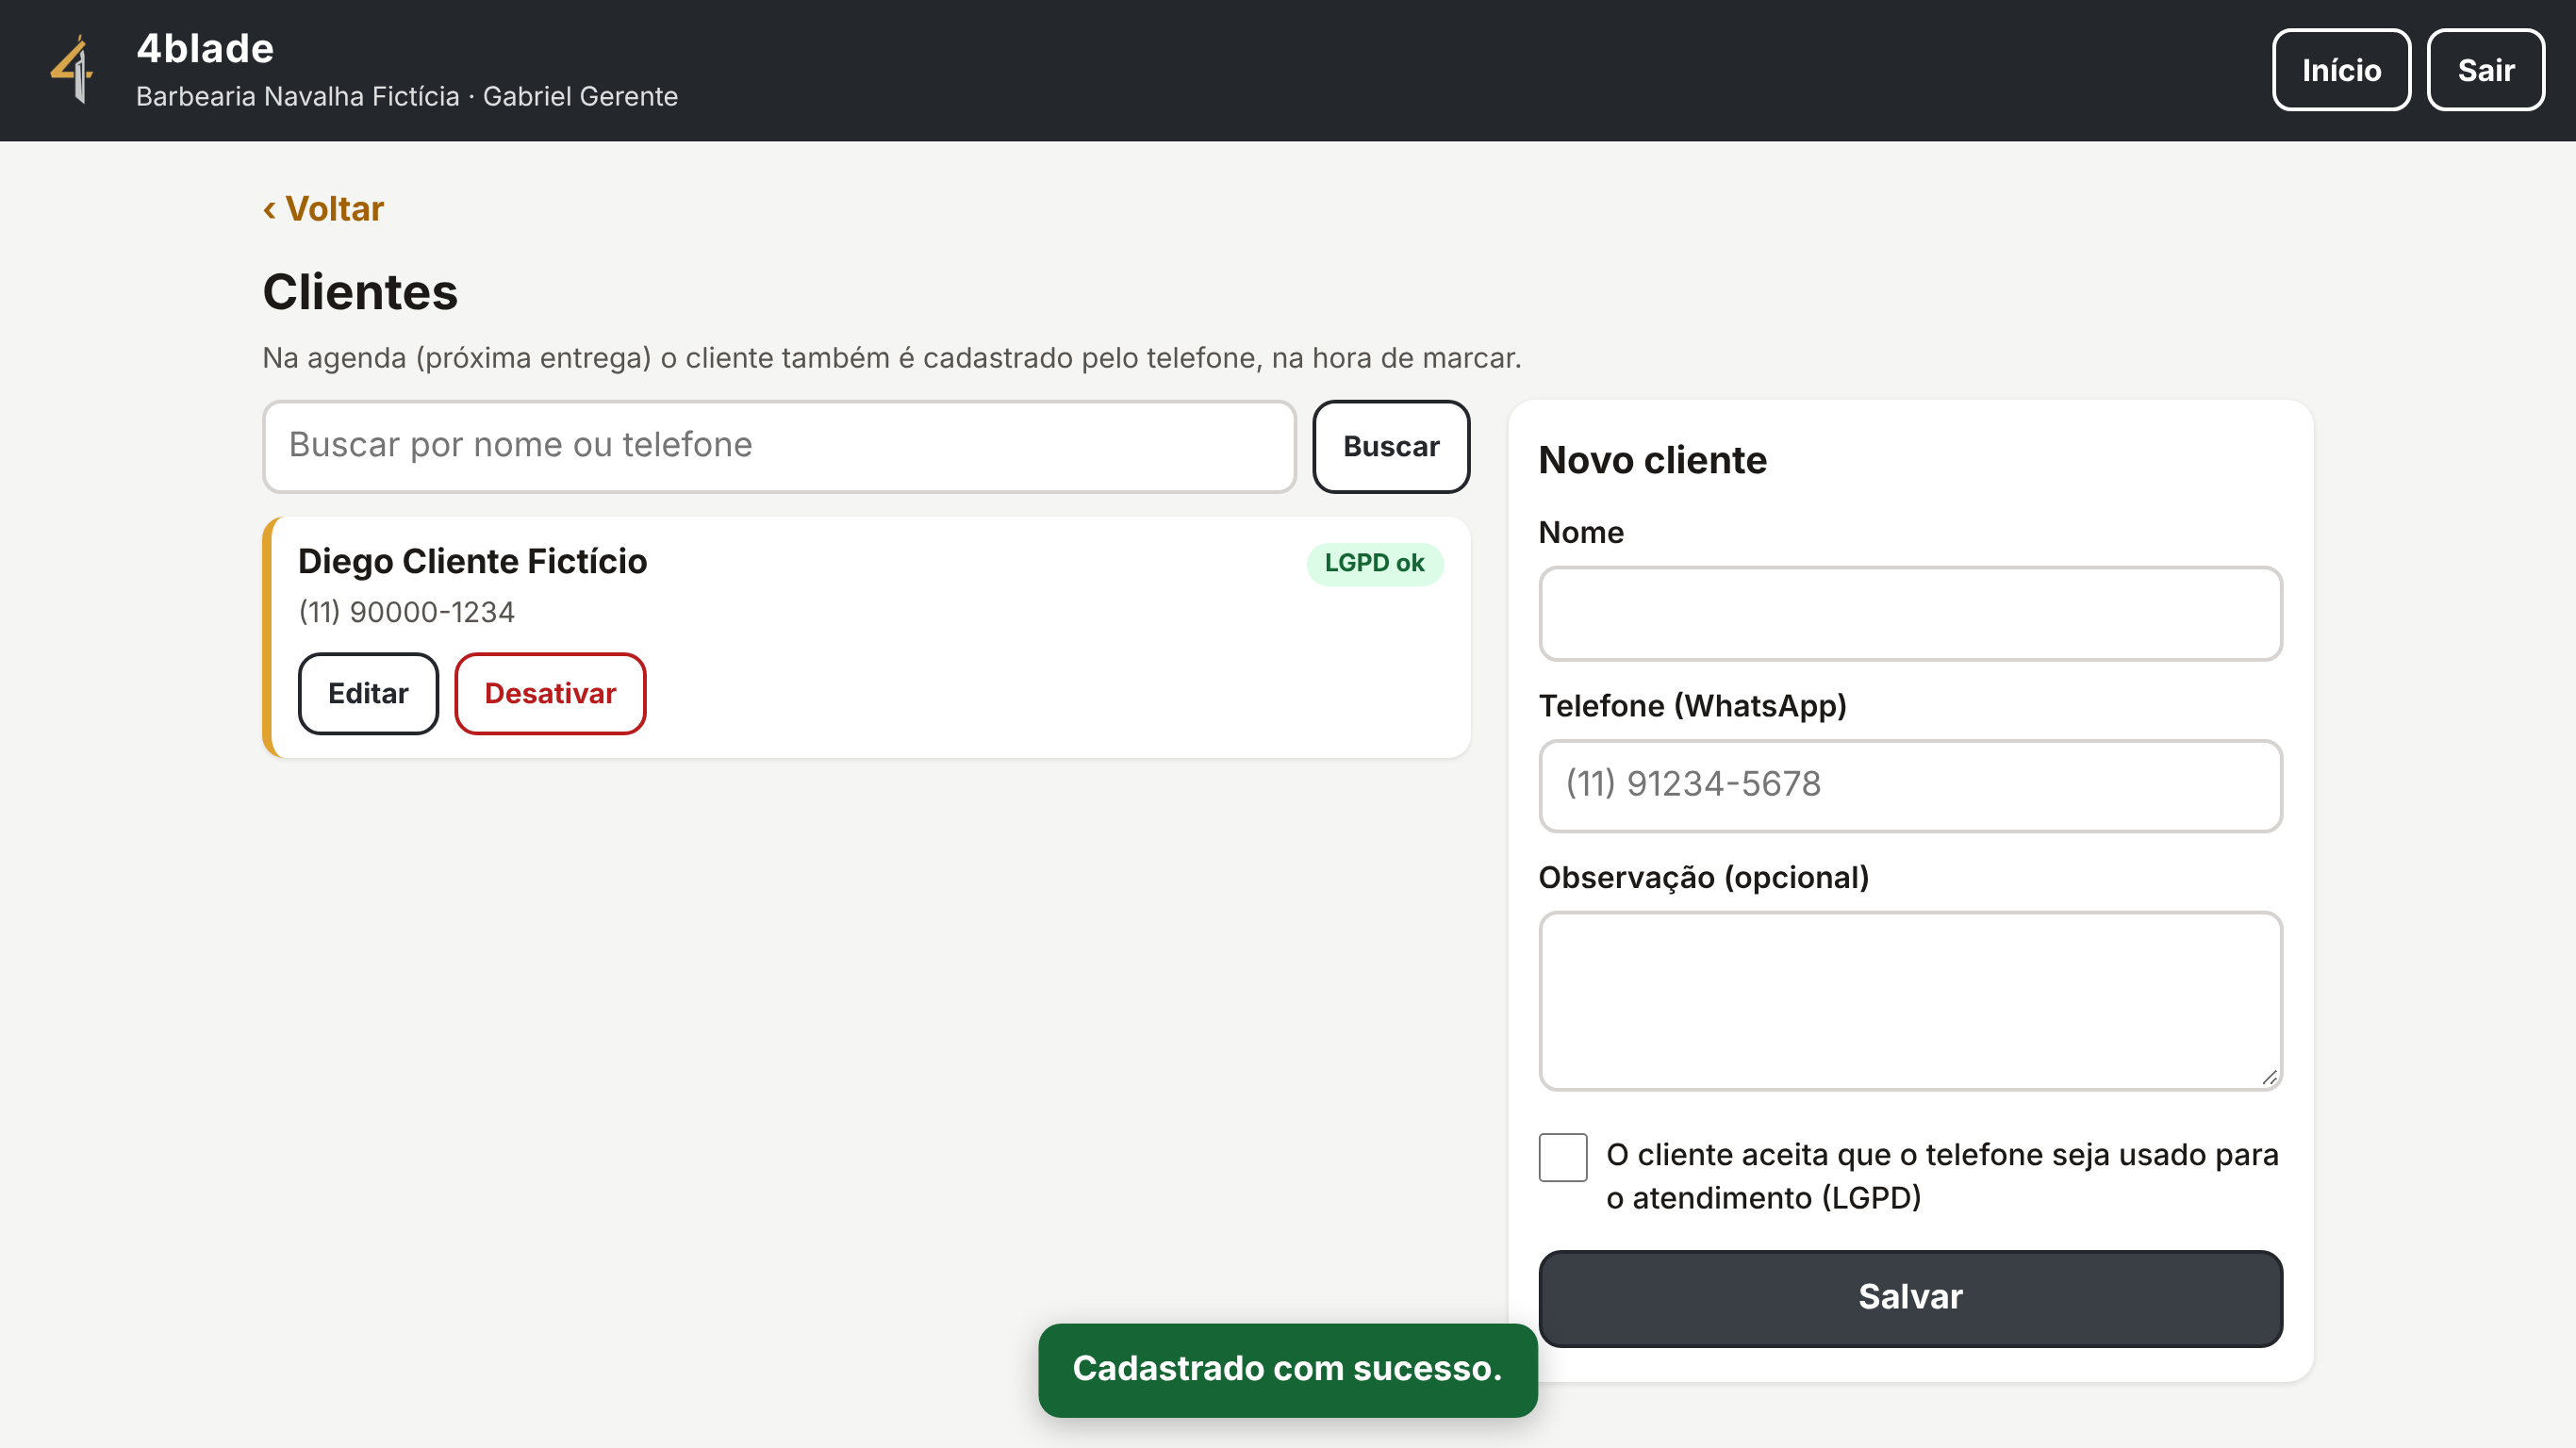 4blade
Barbearia Navalha Fictícia · Gabriel Gerente
Início
Sair
‹ Voltar
Clientes
Na agenda (próxima entrega) o cliente também é cadastrado pelo telefone, na hora de marcar.
Buscar por nome ou telefone
Buscar
Diego Cliente Fictício
LGPD ok
(11) 90000-1234
Editar
Desativar
Novo cliente
Nome
Telefone (WhatsApp)
(11) 91234-5678
Observação (opcional)
O cliente aceita que o telefone seja usado para
o atendimento (LGPD)
Salvar
Cadastrado com sucesso.